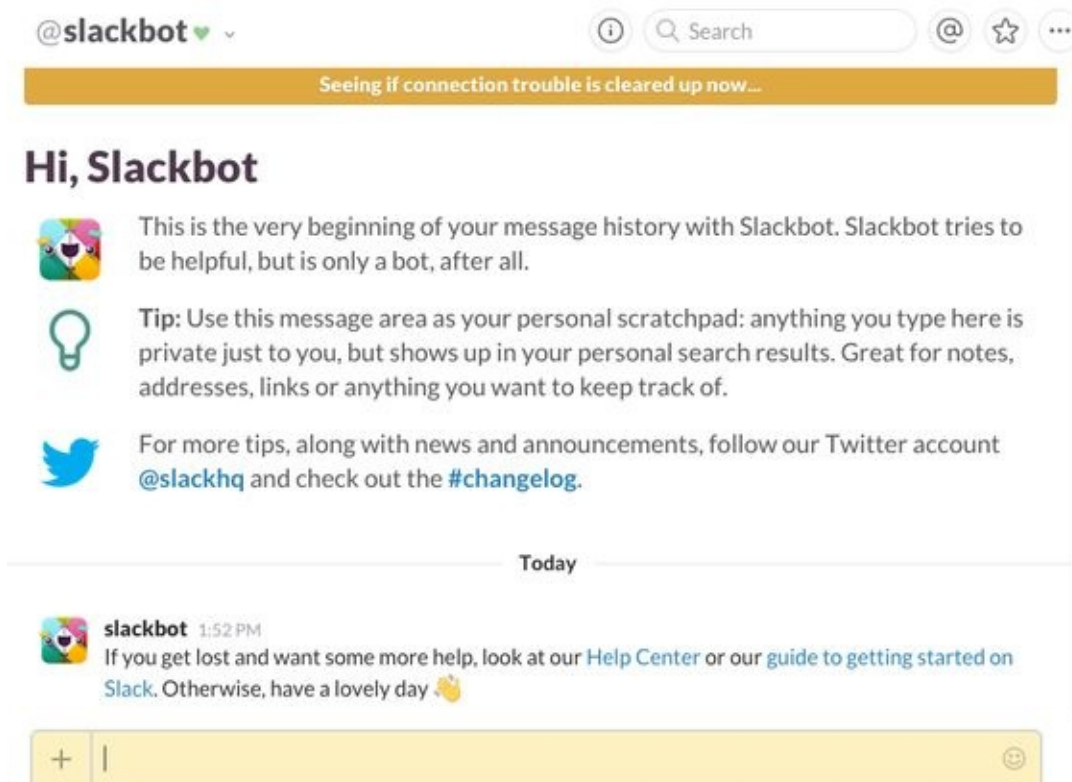 @slackbot
Search
Seeing if connection trouble is cleared up now...
Hi, Slackbot
This is the very beginning of your message history with Slackbot. Slackbot tries to
be helpful, but is only a bot, after all.
Tip: Use this message area as your personal scratchpad: anything you type here is
private just to you, but shows up in your personal search results. Great for notes,
addresses, links or anything you want to keep track of.
For more tips, along with news and announcements, follow our Twitter account
@slackhq and check out the #changelog.
Today
slackbot 1:52 PM
If you get lost and want some more help, look at our Help Center or our guide to getting started on
Slack. Otherwise, have a lovely day 👋